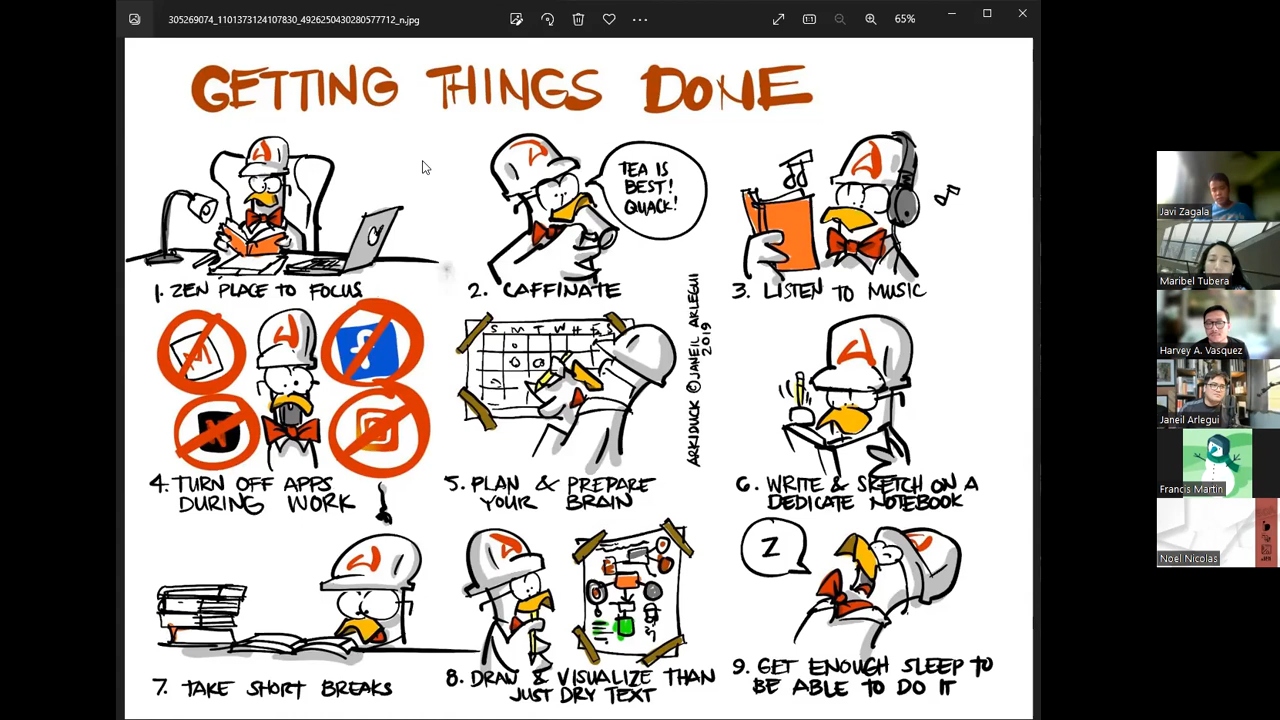 305269074_1101373124107830_4926250430280577712_n.jpg
65%
GETTING THINGS DONE
TEA IS
BEST!
QUACK!
1. ZEN PLACE TO FOCUS
2. CAFFINATE
3. LISTEN TO MUSIC
S M T W H F S
ARKIDUCK © JANEIL ARLEGUI
2019
4. TURN OFF APPS
DURING WORK
5. PLAN & PREPARE
YOUR BRAIN
6. WRITE & SKETCH ON A
DEDICATE NOTEBOOK
Z
7. TAKE SHORT BREAKS
8. DRAW & VISUALIZE THAN
JUST DRY TEXT
9. GET ENOUGH SLEEP TO
BE ABLE TO DO IT
Javi Zagala
Maribel Tubera
Harvey A. Vasquez
Janeil Arlegui
Francis Martin
Noel Nicolas